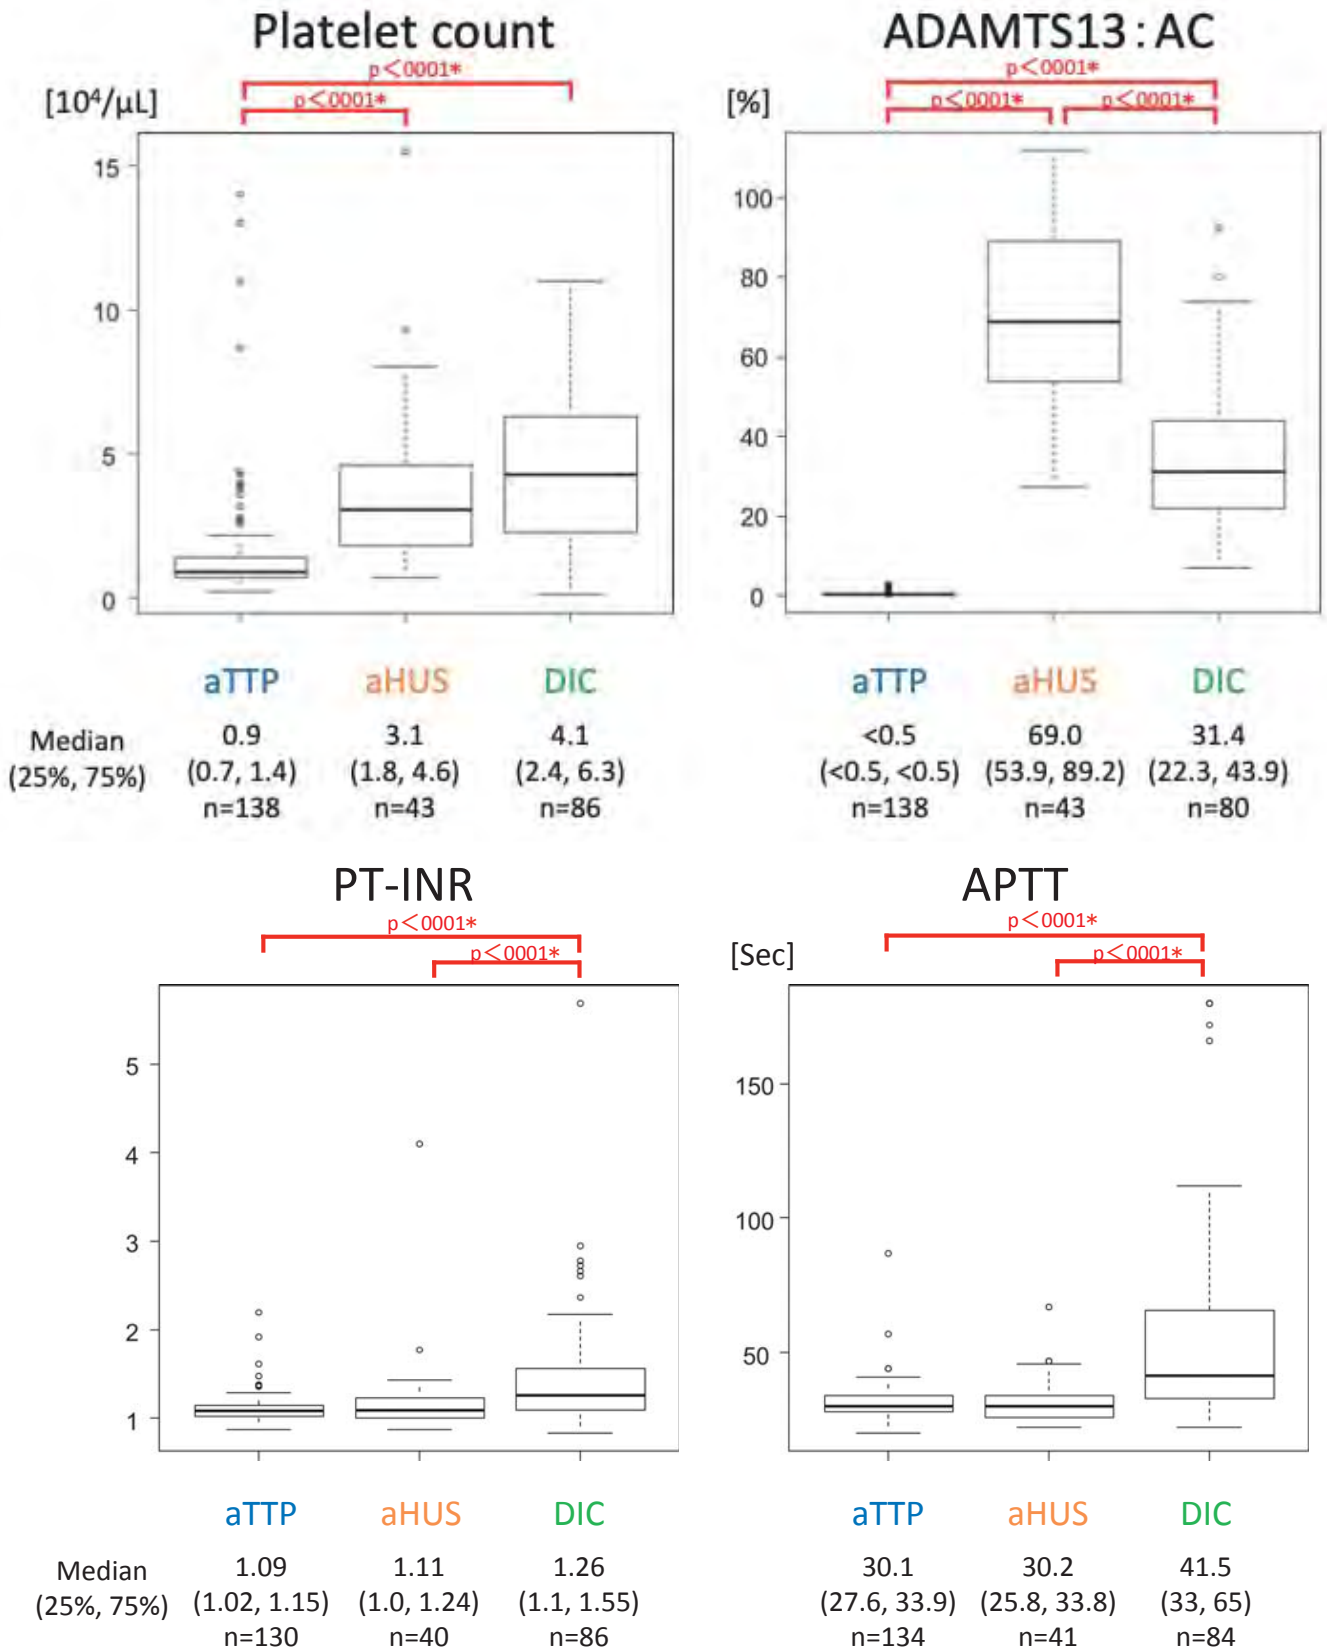 Platelet count
p<0001*
[10⁴/μL]
p<0001*
15
10
5
0
aTTP aHUS DIC
Median 0.9 3.1 4.1
(25%, 75%) (0.7, 1.4) (1.8, 4.6) (2.4, 6.3)
n=138 n=43 n=86
ADAMTS13 : AC
p<0001*
[%]
p<0001* p<0001*
100
80
60
40
20
0
aTTP aHUS DIC
<0.5 69.0 31.4
(<0.5, <0.5) (53.9, 89.2) (22.3, 43.9)
n=138 n=43 n=80
PT-INR
p<0001*
p<0001*
5
4
3
2
1
aTTP aHUS DIC
Median 1.09 1.11 1.26
(25%, 75%) (1.02, 1.15) (1.0, 1.24) (1.1, 1.55)
n=130 n=40 n=86
APTT
p<0001*
[Sec]
p<0001*
150
100
50
aTTP aHUS DIC
30.1 30.2 41.5
(27.6, 33.9) (25.8, 33.8) (33, 65)
n=134 n=41 n=84